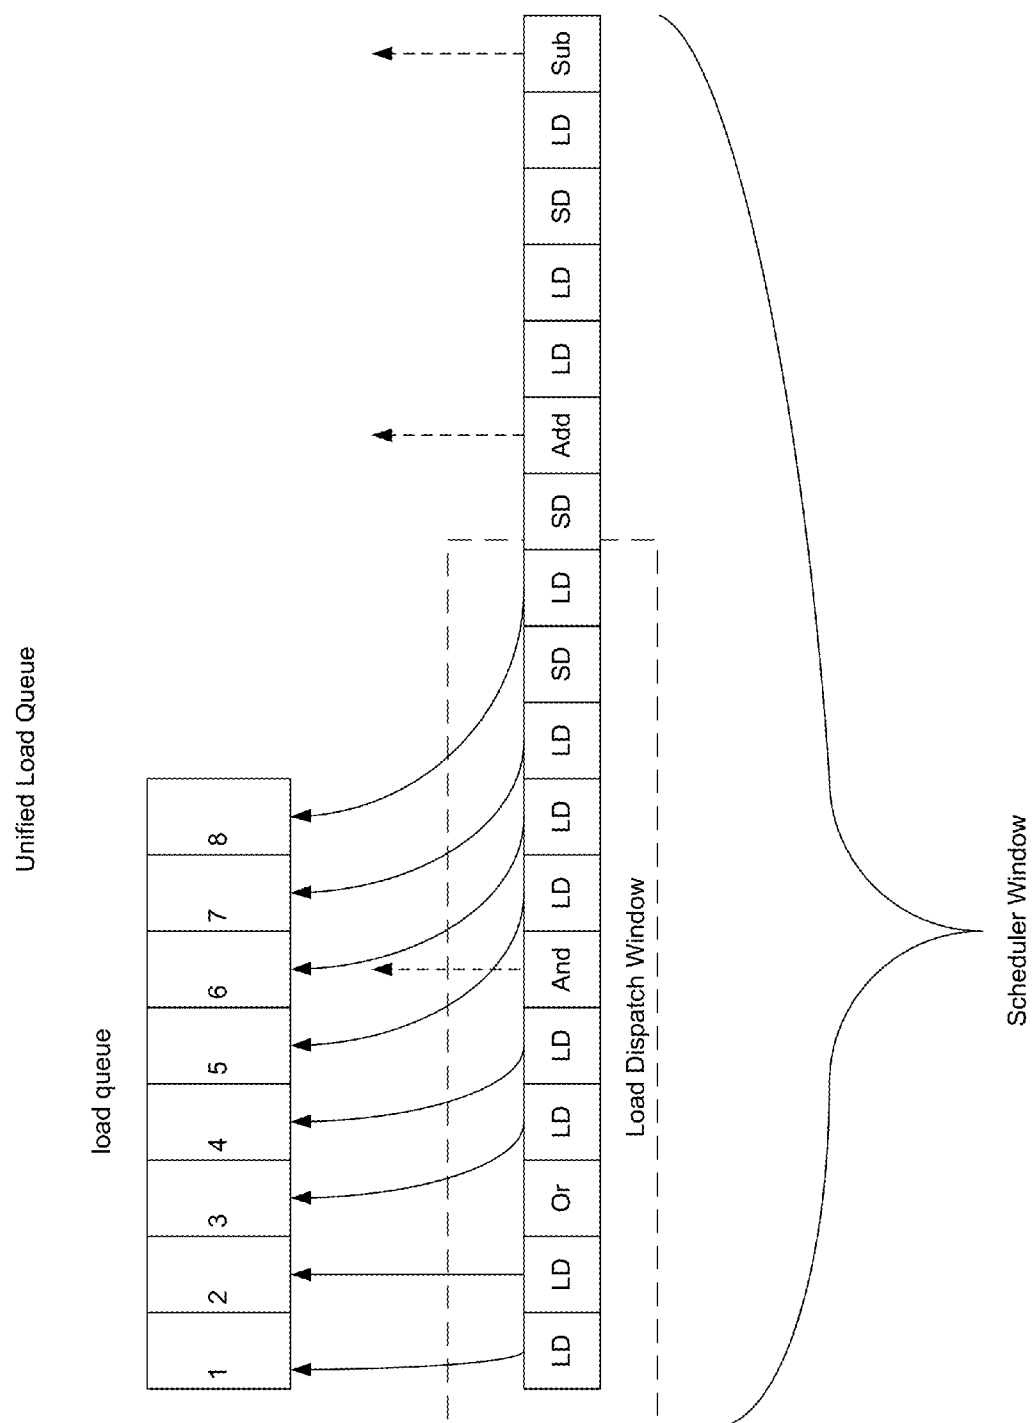 Unified Load Queue
load queue
1 2 3 4 5 6 7 8
LD LD Or LD LD And LD LD LD SD LD SD Add LD LD SD LD Sub
Load Dispatch Window
Scheduler Window